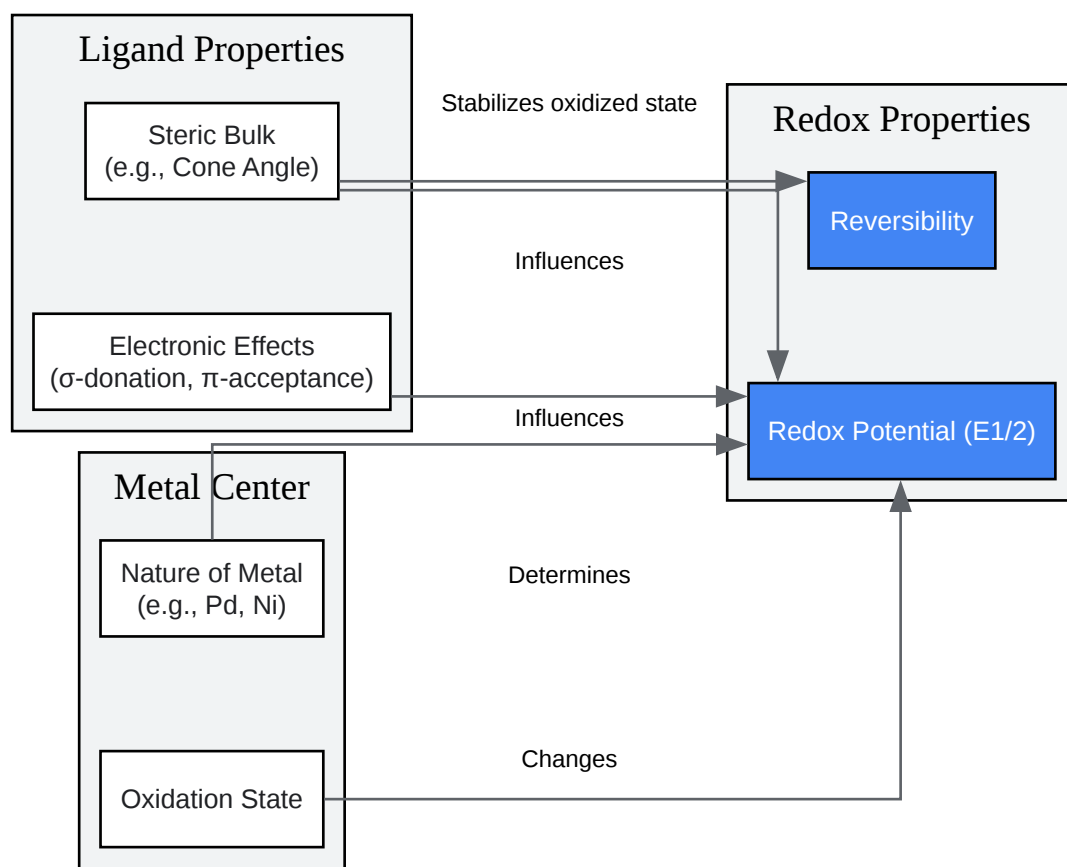 Ligand Properties
Steric Bulk
(e.g., Cone Angle)
Electronic Effects
(σ-donation, π-acceptance)
Stabilizes oxidized state
Influences
Influences
Redox Properties
Reversibility
Redox Potential (E1/2)
Metal Center
Nature of Metal
(e.g., Pd, Ni)
Determines
Oxidation State
Changes